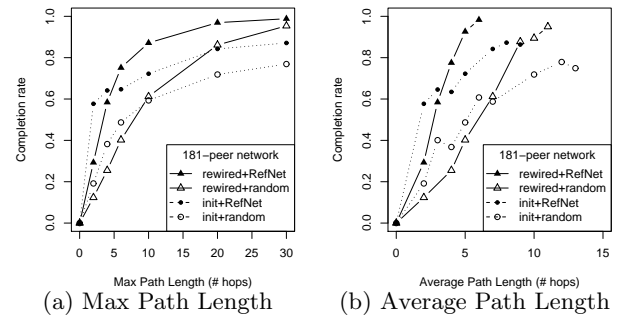 Completion rate
0.0 0.2 0.4 0.6 0.8 1.0
181−peer network
rewired+RefNet
rewired+random
init+RefNet
init+random
0 5 10 15 20 25 30
Max Path Length (# hops)
(a) Max Path Length
Completion rate
0.0 0.2 0.4 0.6 0.8 1.0
181−peer network
rewired+RefNet
rewired+random
init+RefNet
init+random
0 5 10 15
Average Path Length (# hops)
(b) Average Path Length